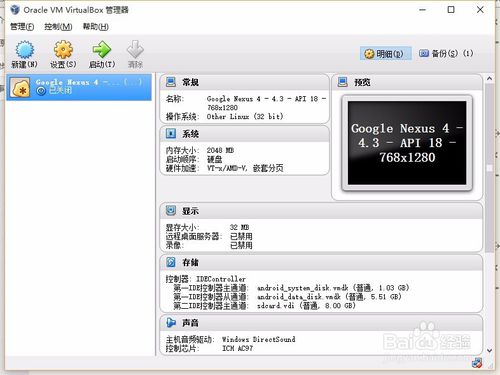 Oracle VM VirtualBox 管理器
管理(F) 控制(M) 帮助(H)
新建(N) 设置(S) 启动(T) 清除
明细(D) 备份(S) (1)
Google Nexus 4 -... (...)
已关闭
常规
名称: Google Nexus 4 - 4.3 - API 18 -
768x1280
操作系统: Other Linux (32 bit)
预览
Google Nexus 4 -
4.3 - API 18 -
768x1280
系统
内存大小: 2048 MB
启动顺序: 硬盘
硬件加速: VT-x/AMD-V, 嵌套分页
显示
显存大小: 32 MB
远程桌面服务器: 已禁用
录像: 已禁用
存储
控制器: IDEController
第一IDE控制器主通道: android_system_disk.vmdk (普通, 1.03 GB)
第一IDE控制器从通道: android_data_disk.vmdk (普通, 5.51 GB)
第二IDE控制器主通道: sdcard.vdi (普通, 8.00 GB)
声音
主机音频驱动: Windows DirectSound
控制芯片: ICH AC97
Baidu 经验
jingyan.baidu.com